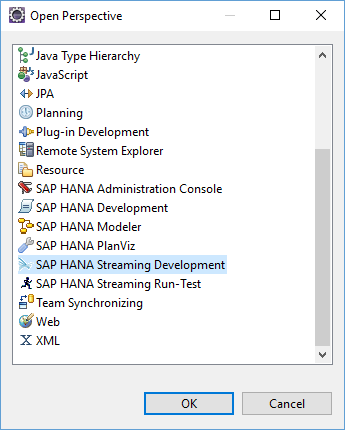 Open Perspective
Java Type Hierarchy
JavaScript
JPA
Planning
Plug-in Development
Remote System Explorer
Resource
SAP HANA Administration Console
SAP HANA Development
SAP HANA Modeler
SAP HANA PlanViz
SAP HANA Streaming Development
SAP HANA Streaming Run-Test
Team Synchronizing
Web
XML
OK
Cancel